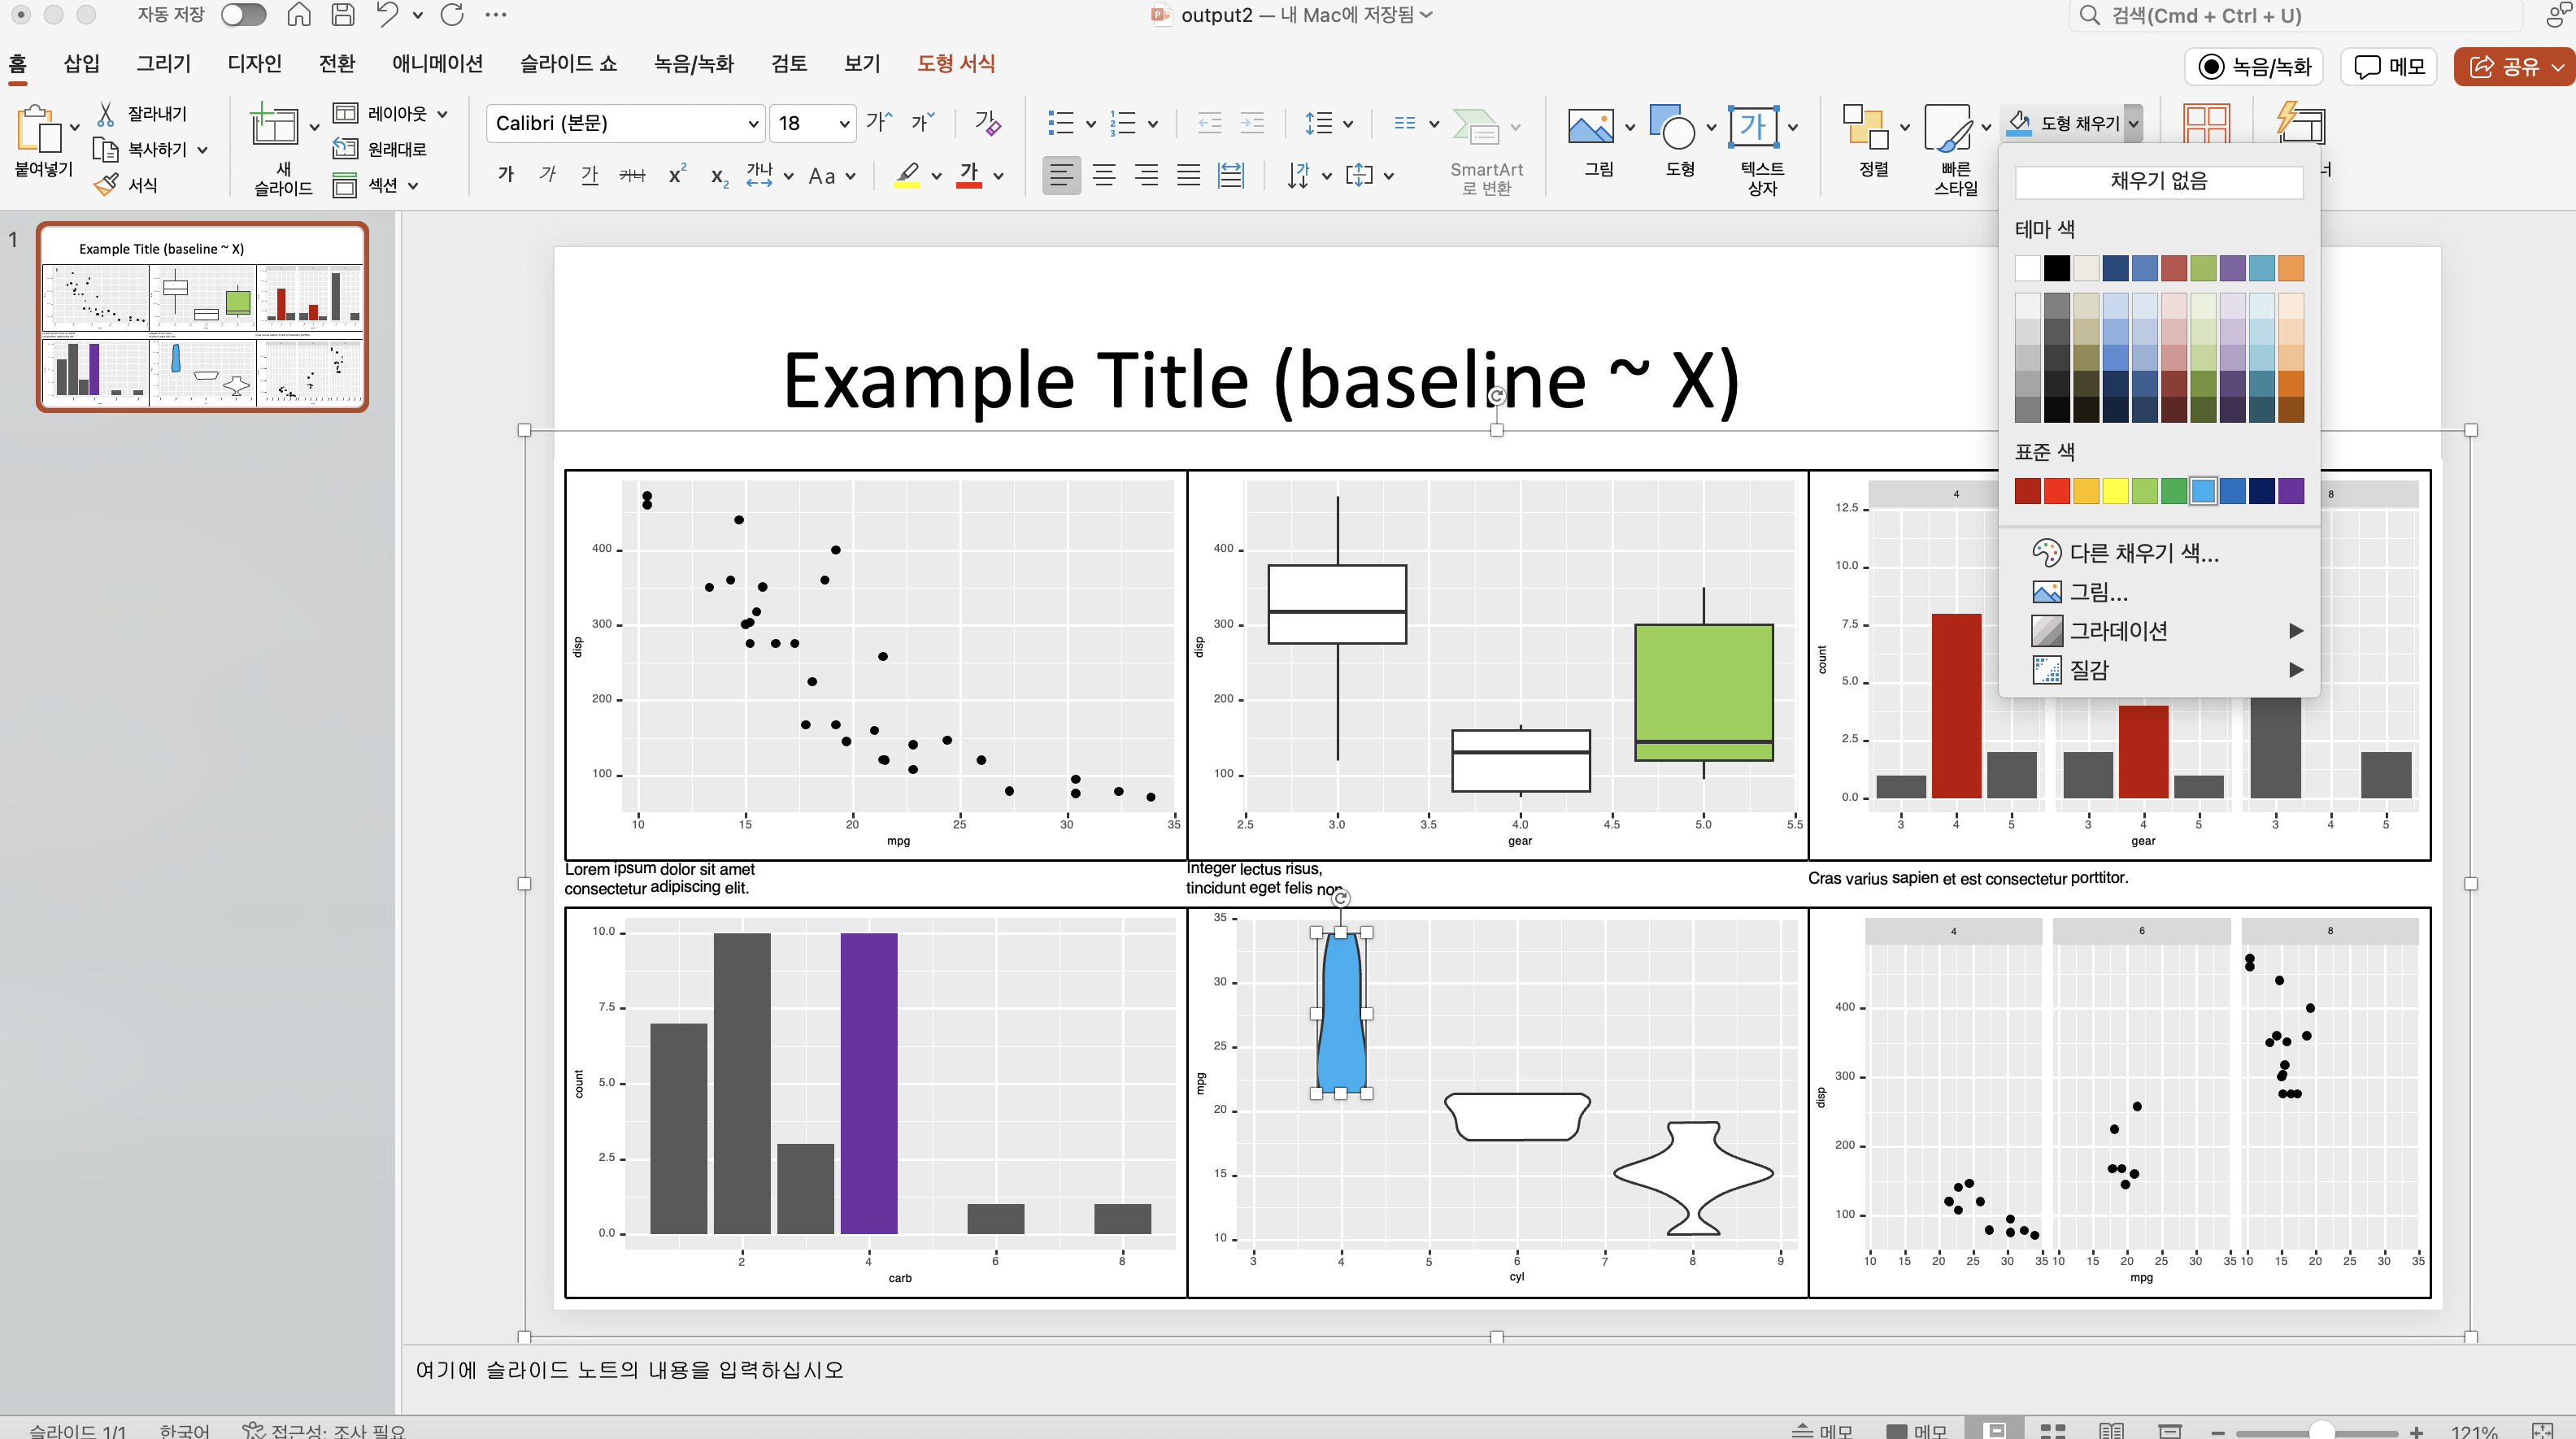 자동 저장
output2 — 내 Mac에 저장됨
검색(Cmd + Ctrl + U)
홈 삽입 그리기 디자인 전환 애니메이션 슬라이드 쇼 녹음/녹화 검토 보기 도형 서식
녹음/녹화 메모 공유
붙여넣기
잘라내기
복사하기
서식
새
슬라이드
레이아웃
원래대로
섹션
Calibri (본문) 18
가^ 가ˇ 가
가 가 가 가나 x² x₂ 가나 Aa 가
SmartArt
로 변환
그림
도형
가
텍스트
상자
정렬
빠른
스타일
도형 채우기
너
채우기 없음
테마 색
표준 색
다른 채우기 색...
그림...
그라데이션
질감
1
Example Title (baseline ~ X)
Example Title (baseline ~ X)
disp
400
300
200
100
10 15 20 25 30 35
mpg
disp
400
300
200
100
2.5 3.0 3.5 4.0 4.5 5.0 5.5
gear
4 8
count
12.5
10.0
7.5
5.0
2.5
0.0
3 4 5 3 4 5 3 4 5
gear gear
Lorem ipsum dolor sit amet
consectetur adipiscing elit.
Integer lectus risus,
tincidunt eget felis non
Cras varius sapien et est consectetur porttitor.
count
10.0
7.5
5.0
2.5
0.0
2 4 6 8
carb
mpg
35
30
25
20
15
10
3 4 5 6 7 8 9
cyl
4 6 8
disp
400
300
200
100
10 15 20 25 30 35 10 15 20 25 30 35 10 15 20 25 30 35
mpg
여기에 슬라이드 노트의 내용을 입력하십시오
슬라이드 1/1 한국어 접근성: 조사 필요
메모 메모 121%